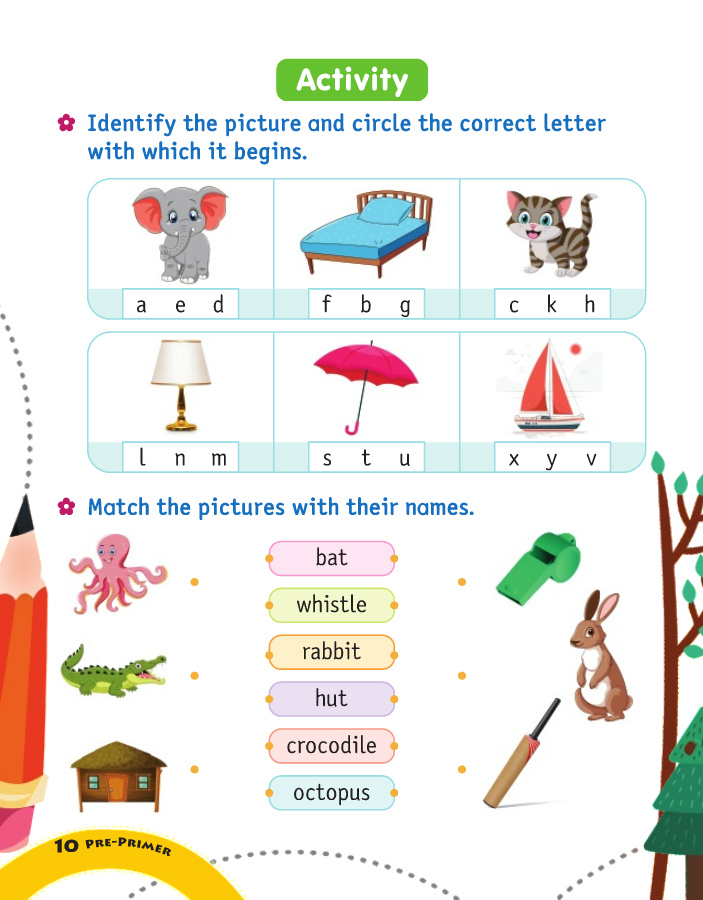 Activity
Identify the picture and circle the correct letter
with which it begins.
a e d
f b g
c k h
l n m
s t u
x y v
Match the pictures with their names.
bat
whistle
rabbit
hut
crocodile
octopus
10 PRE-PRIMER